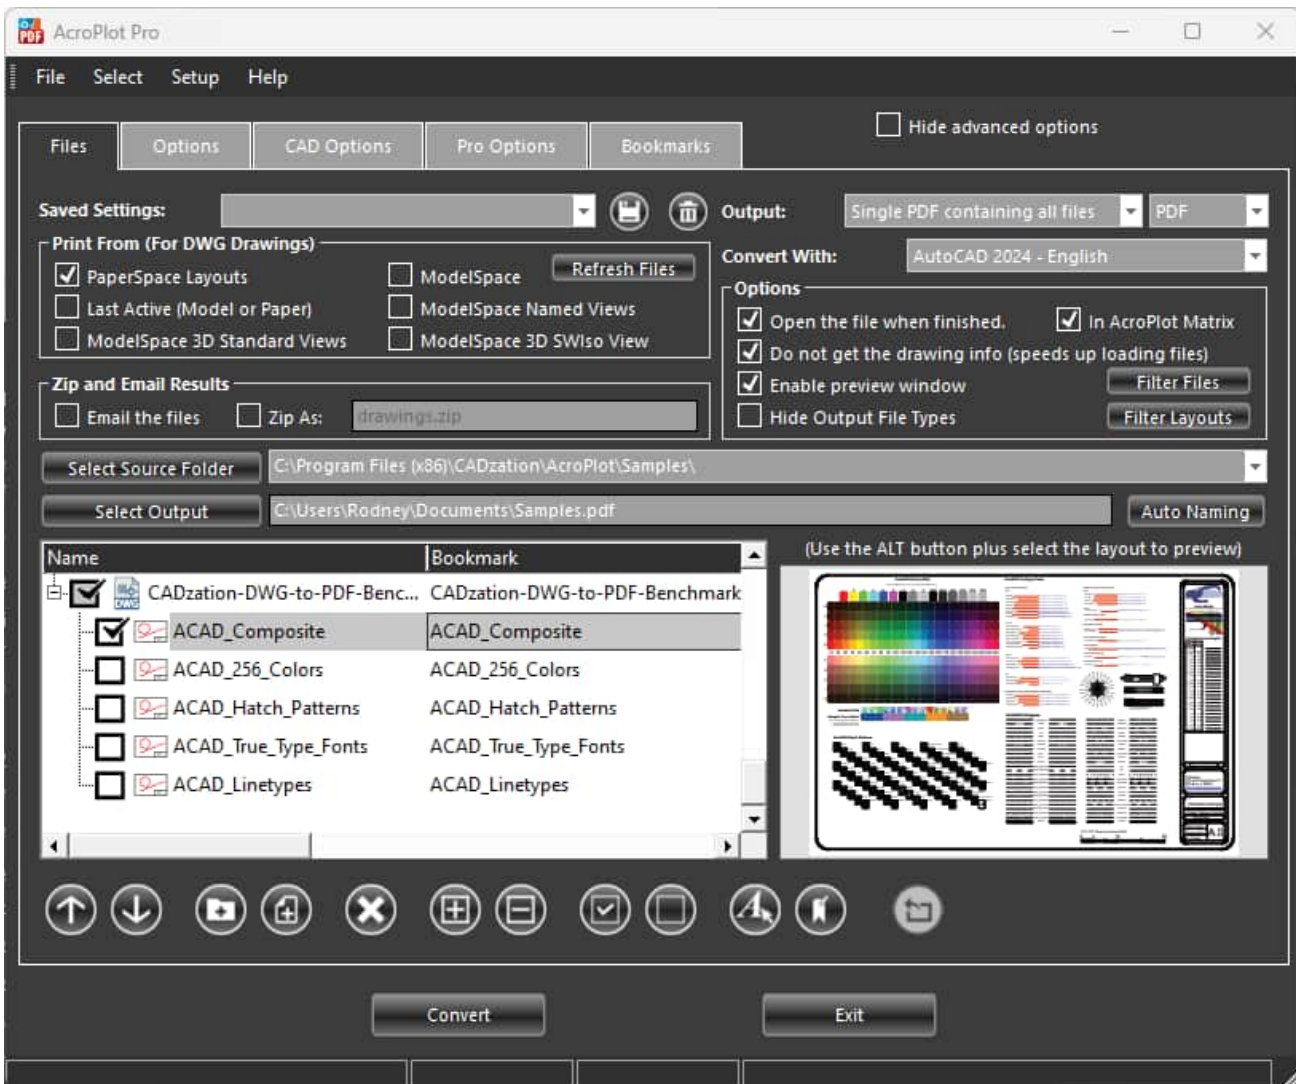 AcroPlot Pro
File Select Setup Help
Hide advanced options
Files Options CAD Options Pro Options Bookmarks
Saved Settings:
Output: Single PDF containing all files PDF
Print From (For DWG Drawings)
PaperSpace Layouts ModelSpace Refresh Files
Last Active (Model or Paper) ModelSpace Named Views
ModelSpace 3D Standard Views ModelSpace 3D SWIso View
Convert With: AutoCAD 2024 - English
Options
Open the file when finished. In AcroPlot Matrix
Do not get the drawing info (speeds up loading files)
Enable preview window Filter Files
Hide Output File Types Filter Layouts
Zip and Email Results
Email the files Zip As: drawings.zip
Select Source Folder C:\Program Files (x86)\CADzation\AcroPlot\Samples\
Select Output C:\Users\Rodney\Documents\Samples.pdf Auto Naming
Name Bookmark
CADzation-DWG-to-PDF-Benc... CADzation-DWG-to-PDF-Benchmark
ACAD_Composite ACAD_Composite
ACAD_256_Colors ACAD_256_Colors
ACAD_Hatch_Patterns ACAD_Hatch_Patterns
ACAD_True_Type_Fonts ACAD_True_Type_Fonts
ACAD_Linetypes ACAD_Linetypes
(Use the ALT button plus select the layout to preview)
Convert Exit